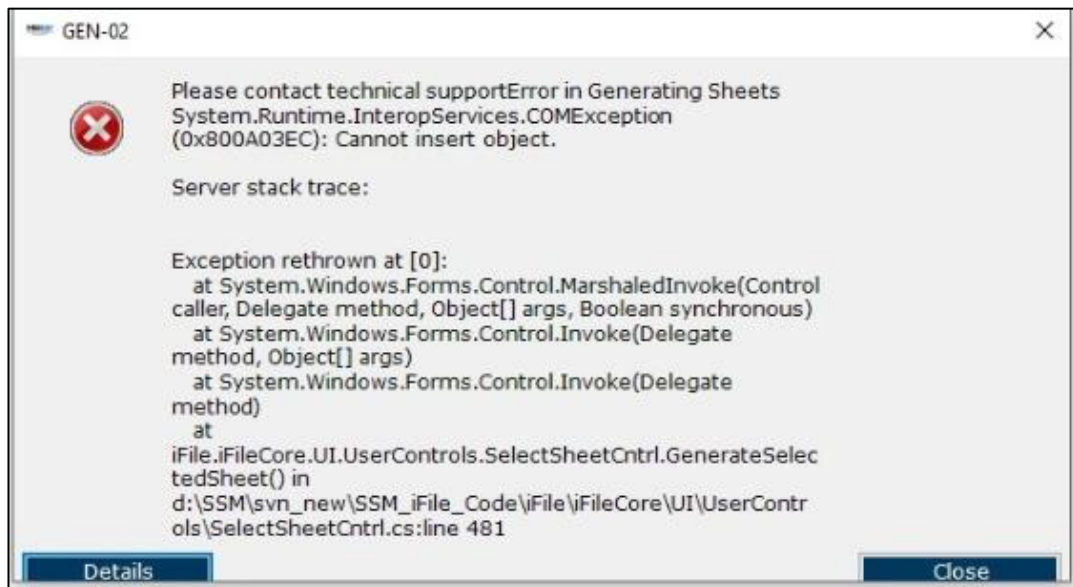 GEN-02
Please contact technical supportError in Generating Sheets
System.Runtime.InteropServices.COMException
(0x800A03EC): Cannot insert object.
Server stack trace:
Exception rethrown at [0]:
at System.Windows.Forms.Control.MarshaledInvoke(Control
caller, Delegate method, Object[] args, Boolean synchronous)
at System.Windows.Forms.Control.Invoke(Delegate
method, Object[] args)
at System.Windows.Forms.Control.Invoke(Delegate
method)
at
iFile.iFileCore.UI.UserControls.SelectSheetCntrl.GenerateSelec
tedSheet() in
d:\SSM\svn_new\SSM_iFile_Code\iFile\iFileCore\UI\UserContr
ols\SelectSheetCntrl.cs:line 481
Details
Close